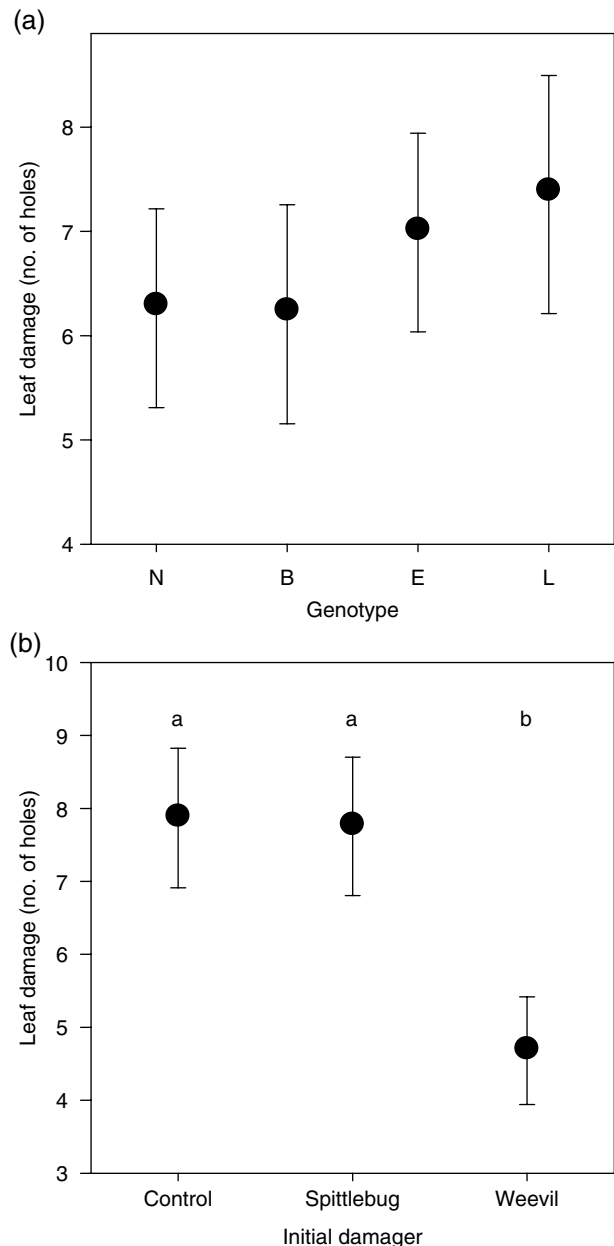 (a)
Leaf damage (no. of holes)
8
7
6
5
4
N B E L
Genotype
(b)
Leaf damage (no. of holes)
10
9
8
7
6
5
4
3
a a b
Control Spittlebug Weevil
Initial damager